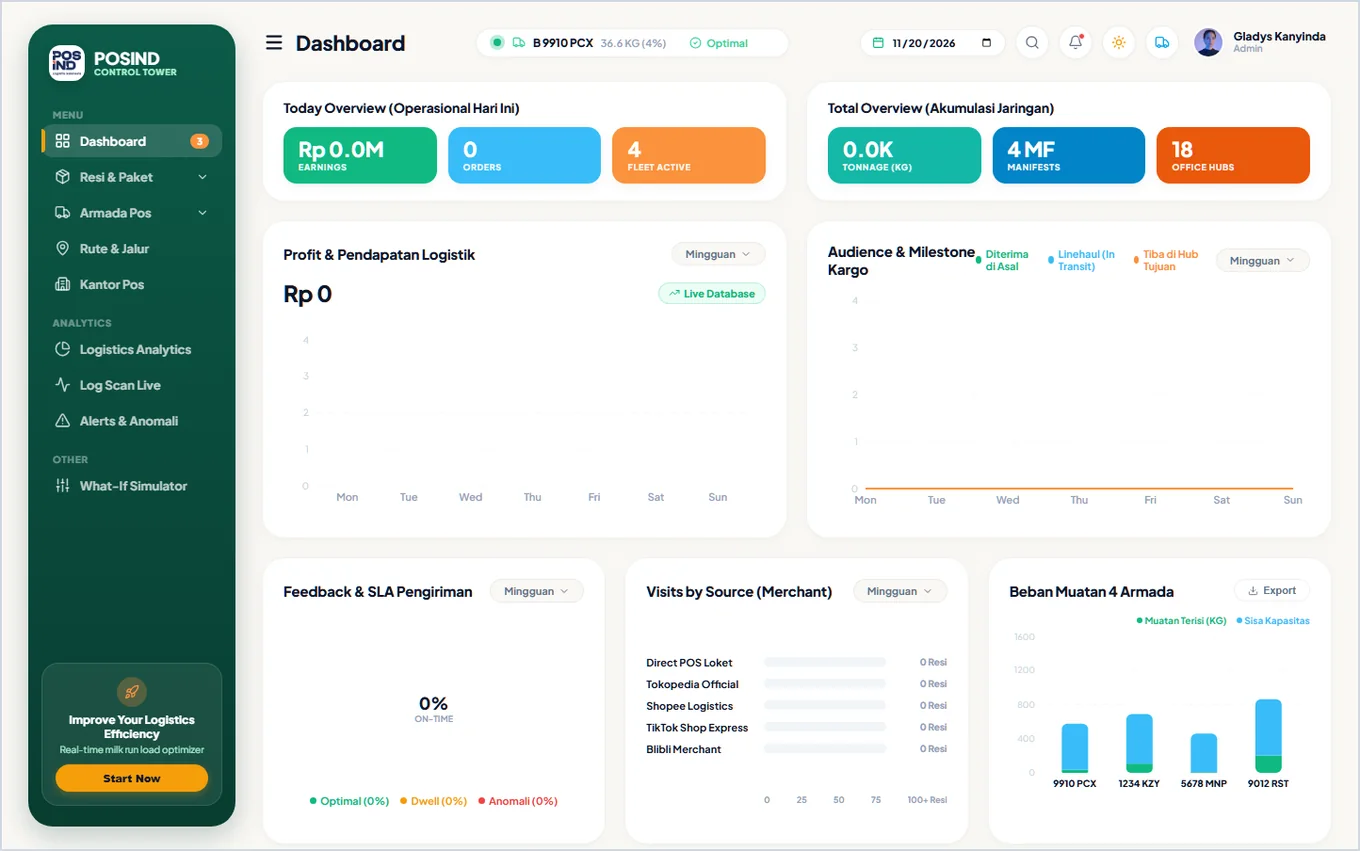 POS
IND
POSIND
CONTROL TOWER
MENU
Dashboard 3
Resi & Paket
Armada Pos
Rute & Jalur
Kantor Pos
ANALYTICS
Logistics Analytics
Log Scan Live
Alerts & Anomali
OTHER
What-If Simulator
Improve Your Logistics
Efficiency
Real-time milk run load optimizer
Start Now
Dashboard
B 9910 PCX 36.6 KG (4%) Optimal
11/20/2026
Gladys Kanyinda
Admin
Today Overview (Operasional Hari Ini)
Rp 0.0M
EARNINGS
0
ORDERS
4
FLEET ACTIVE
Total Overview (Akumulasi Jaringan)
0.0K
TONNAGE (KG)
4 MF
MANIFESTS
18
OFFICE HUBS
Profit & Pendapatan Logistik
Mingguan
Rp 0
Live Database
4
3
2
1
0
Mon Tue Wed Thu Fri Sat Sun
Audience & Milestone
Kargo
Diterima
di Asal
Linehaul (In
Transit)
Tiba di Hub
Tujuan
Mingguan
4
3
2
1
0
Mon Tue Wed Thu Fri Sat Sun
Feedback & SLA Pengiriman
Mingguan
0%
ON-TIME
Optimal (0%) Dwell (0%) Anomali (0%)
Visits by Source (Merchant)
Mingguan
Direct POS Loket 0 Resi
Tokopedia Official 0 Resi
Shopee Logistics 0 Resi
TikTok Shop Express 0 Resi
Blibli Merchant 0 Resi
0 25 50 75 100+ Resi
Beban Muatan 4 Armada
Export
Muatan Terisi (KG) Sisa Kapasitas
1600
1200
800
400
0
9910 PCX 1234 KZY 5678 MNP 9012 RST